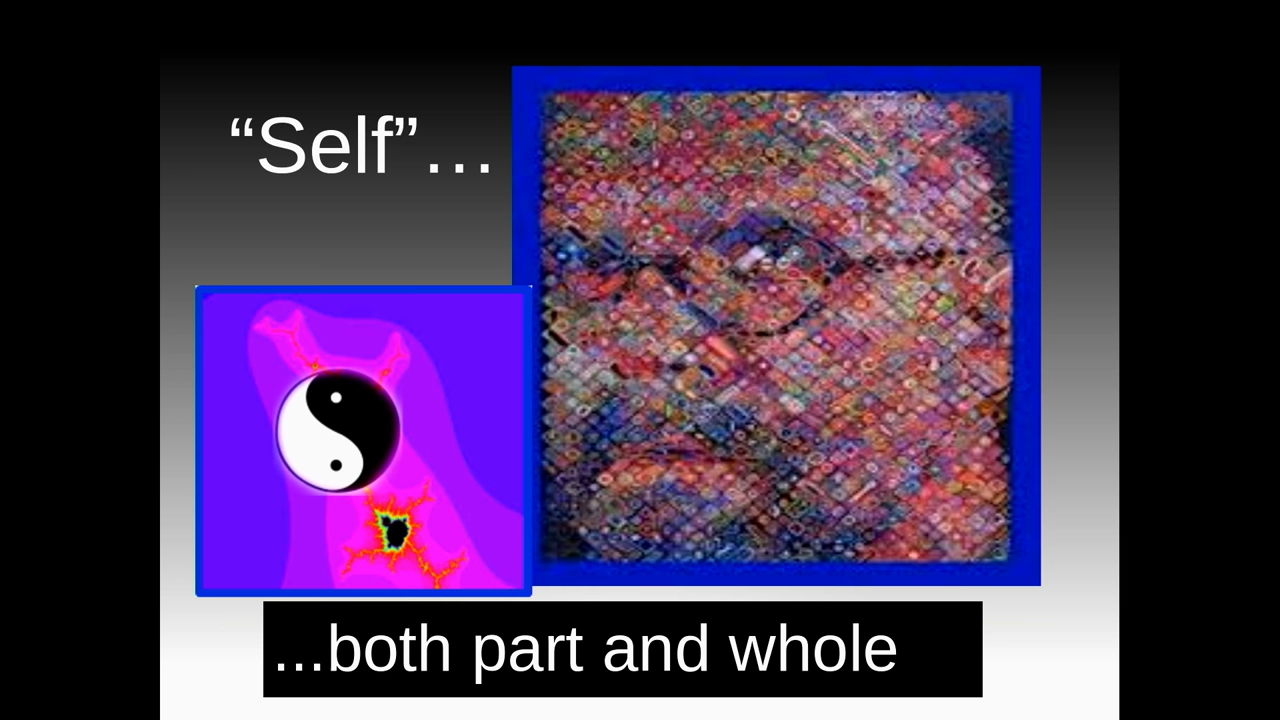 “Self”…
...both part and whole